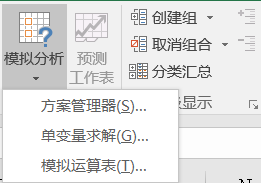 模拟分析
预测
工作表
创建组
取消组合
分类汇总
显示
方案管理器(S)...
单变量求解(G)...
模拟运算表(T)...